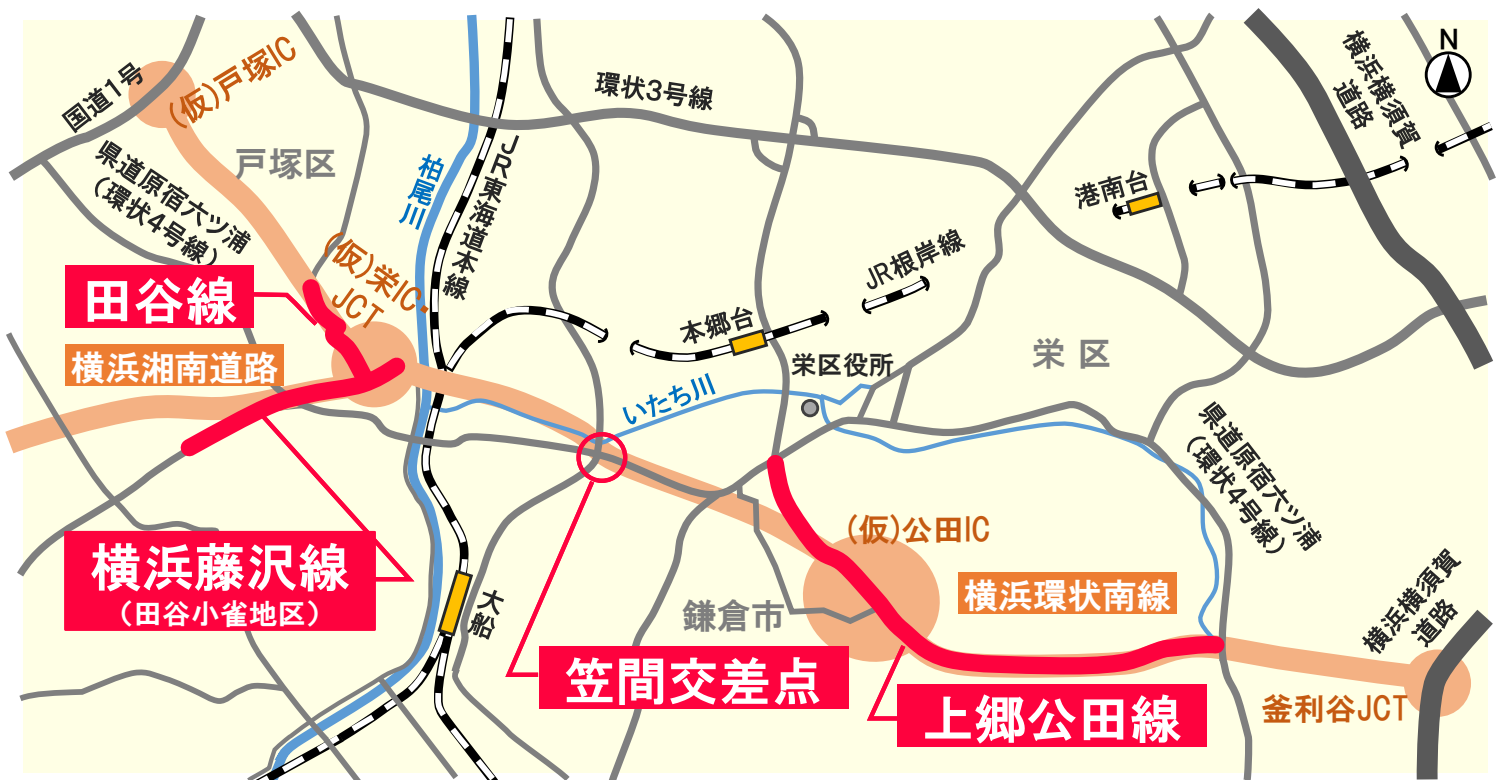 国道1号
(仮)戸塚IC
環状3号線
横浜横須賀
道路
N
戸塚区
県道原宿六ツ浦
(環状4号線)
柏尾川
JR東海道本線
港南台
(仮)栄IC・
JCT
田谷線
横浜湘南道路
JR根岸線
本郷台
栄区役所
栄区
いたち川
県道原宿六ツ浦
(環状4号線)
横浜藤沢線
(田谷小雀地区)
大船
(仮)公田IC
横浜環状南線
鎌倉市
笠間交差点
上郷公田線
横浜横須賀
道路
釜利谷JCT